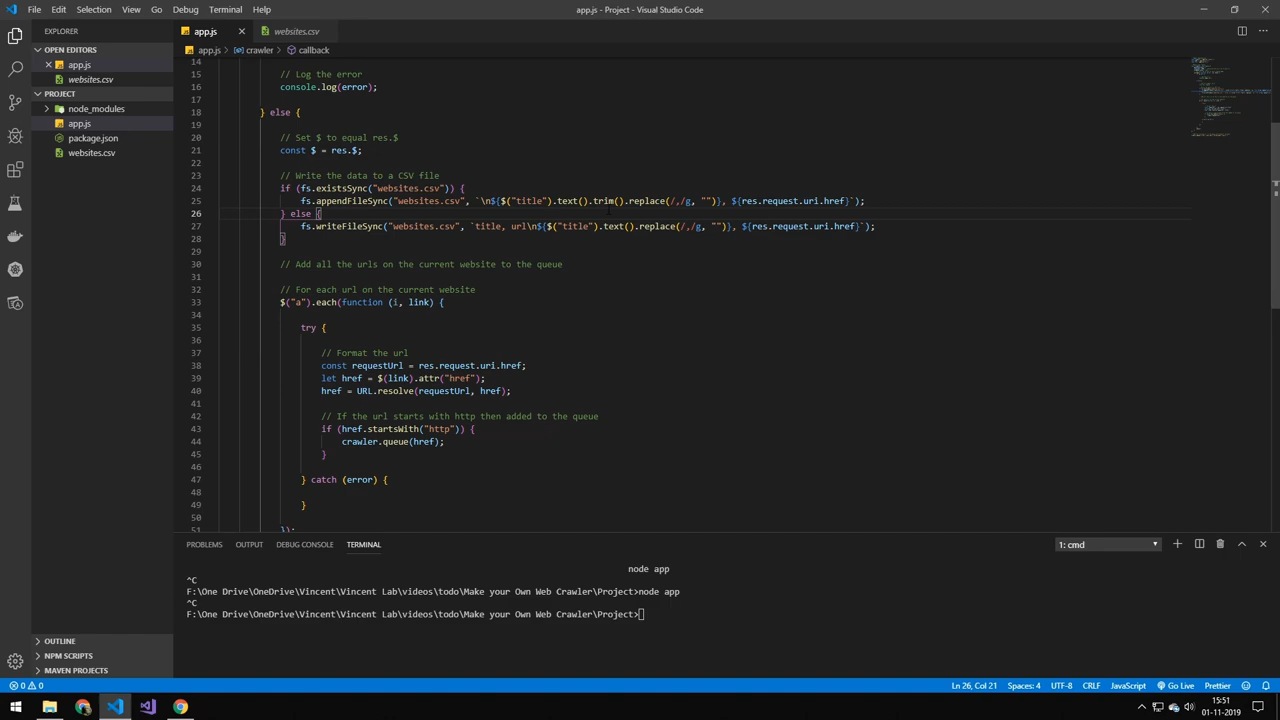 File Edit Selection View Go Debug Terminal Help
app.js - Project - Visual Studio Code
EXPLORER
OPEN EDITORS
app.js
websites.csv
PROJECT
node_modules
app.js
package.json
websites.csv
OUTLINE
NPM SCRIPTS
MAVEN PROJECTS
app.js
websites.csv
app.js > crawler > callback
14
15 // Log the error
16 console.log(error);
17
18 } else {
19
20 // Set $ to equal res.$
21 const $ = res.$;
22
23 // Write the data to a CSV file
24 if (fs.existsSync("websites.csv")) {
25 fs.appendFileSync("websites.csv", `\n${$("title").text().trim().replace(/,/g, "")}, ${res.request.uri.href}`);
26 } else {
27 fs.writeFileSync("websites.csv", `title, url\n${$("title").text().replace(/,/g, "")}, ${res.request.uri.href}`);
28 }
29
30 // Add all the urls on the current website to the queue
31
32 // For each url on the current website
33 $("a").each(function (i, link) {
34
35 try {
36
37 // Format the url
38 const requestUrl = res.request.uri.href;
39 let href = $(link).attr("href");
40 href = URL.resolve(requestUrl, href);
41
42 // If the url starts with http then added to the queue
43 if (href.startsWith("http")) {
44 crawler.queue(href);
45 }
46
47 } catch (error) {
48
49 }
50
51 });
PROBLEMS OUTPUT DEBUG CONSOLE TERMINAL
1: cmd
node app
^C
F:\One Drive\OneDrive\Vincent\Vincent Lab\videos\todo\Make your Own Web Crawler\Project>node app
^C
F:\One Drive\OneDrive\Vincent\Vincent Lab\videos\todo\Make your Own Web Crawler\Project>
0 0
Ln 26, Col 21 Spaces: 4 UTF-8 CRLF JavaScript Go Live Prettier
15:51
01-11-2019